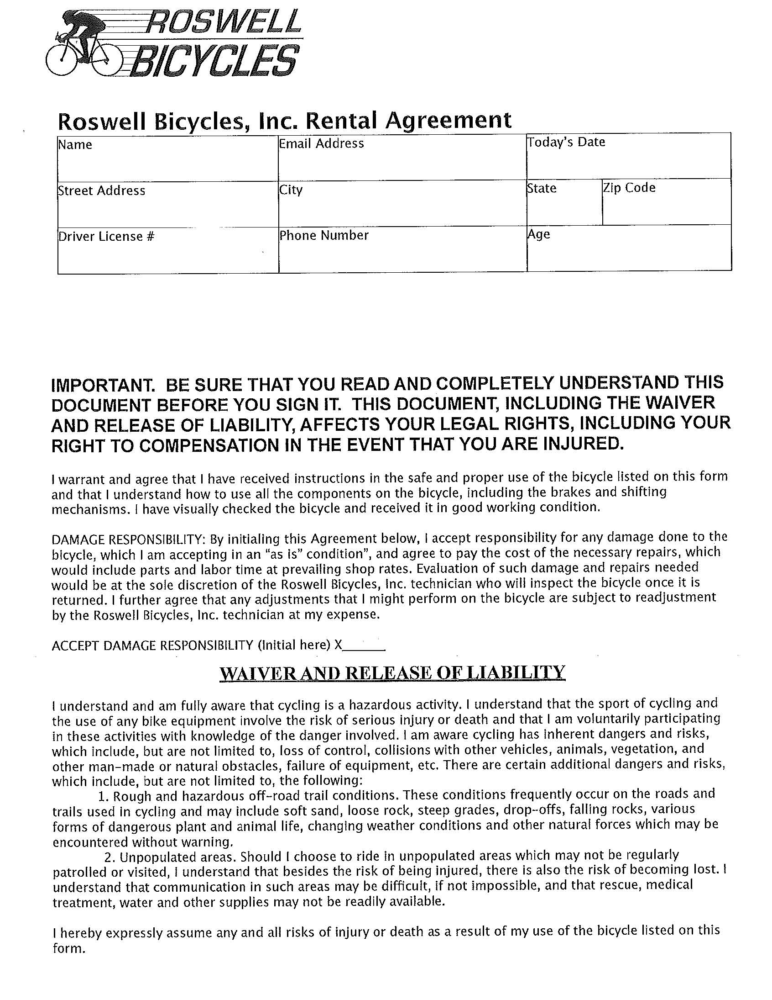 ROSWELL
BICYCLES
Roswell Bicycles, Inc. Rental Agreement
Name Email Address Today's Date
Street Address City State Zip Code
Driver License # Phone Number Age
IMPORTANT. BE SURE THAT YOU READ AND COMPLETELY UNDERSTAND THIS
DOCUMENT BEFORE YOU SIGN IT. THIS DOCUMENT, INCLUDING THE WAIVER
AND RELEASE OF LIABILITY, AFFECTS YOUR LEGAL RIGHTS, INCLUDING YOUR
RIGHT TO COMPENSATION IN THE EVENT THAT YOU ARE INJURED.
I warrant and agree that I have received instructions in the safe and proper use of the bicycle listed on this form
and that I understand how to use all the components on the bicycle, including the brakes and shifting
mechanisms. I have visually checked the bicycle and received it in good working condition.
DAMAGE RESPONSIBILITY: By initialing this Agreement below, I accept responsibility for any damage done to the
bicycle, which I am accepting in an “as is” condition”, and agree to pay the cost of the necessary repairs, which
would include parts and labor time at prevailing shop rates. Evaluation of such damage and repairs needed
would be at the sole discretion of the Roswell Bicycles, Inc. technician who will inspect the bicycle once it is
returned. I further agree that any adjustments that I might perform on the bicycle are subject to readjustment
by the Roswell Bicycles, Inc. technician at my expense.
ACCEPT DAMAGE RESPONSIBILITY (Initial here) X______
WAIVER AND RELEASE OF LIABILITY
I understand and am fully aware that cycling is a hazardous activity. I understand that the sport of cycling and
the use of any bike equipment involve the risk of serious injury or death and that I am voluntarily participating
in these activities with knowledge of the danger involved. I am aware cycling has inherent dangers and risks,
which include, but are not limited to, loss of control, collisions with other vehicles, animals, vegetation, and
other man-made or natural obstacles, failure of equipment, etc. There are certain additional dangers and risks,
which include, but are not limited to, the following:
1. Rough and hazardous off-road trail conditions. These conditions frequently occur on the roads and
trails used in cycling and may include soft sand, loose rock, steep grades, drop-offs, falling rocks, various
forms of dangerous plant and animal life, changing weather conditions and other natural forces which may be
encountered without warning.
2. Unpopulated areas. Should I choose to ride in unpopulated areas which may not be regularly
patrolled or visited, I understand that besides the risk of being injured, there is also the risk of becoming lost. I
understand that communication in such areas may be difficult, if not impossible, and that rescue, medical
treatment, water and other supplies may not be readily available.
I hereby expressly assume any and all risks of injury or death as a result of my use of the bicycle listed on this
form.